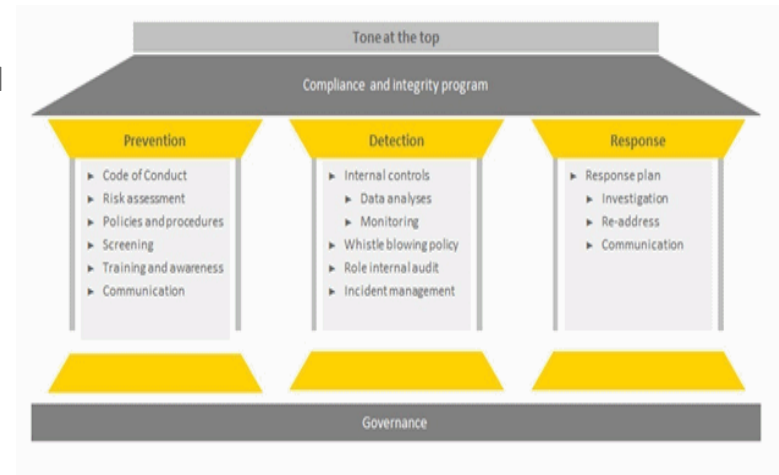 Tone at the top
Compliance and integrity program
Prevention
Code of Conduct
Risk assessment
Policies and procedures
Screening
Training and awareness
Communication
Detection
Internal controls
Data analyses
Monitoring
Whistle blowing policy
Role internal audit
Incident management
Response
Response plan
Investigation
Re-address
Communication
Governance